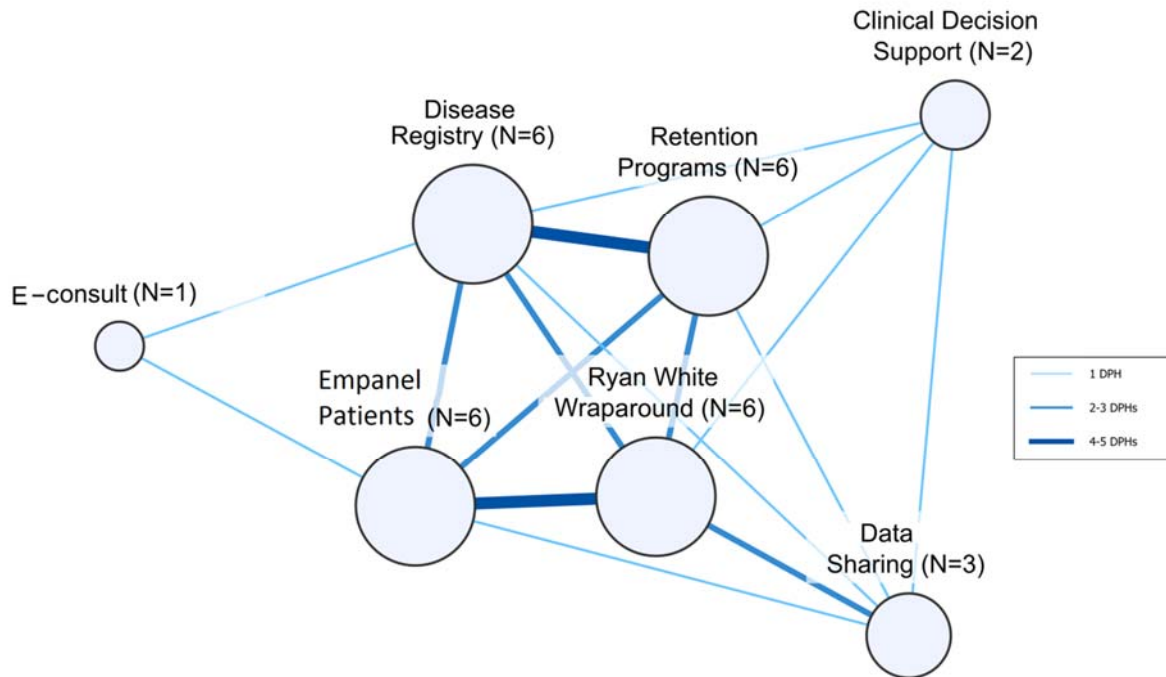 Clinical Decision
Support (N=2)
Disease
Registry (N=6)
Retention
Programs (N=6)
E-consult (N=1)
Empanel
Patients (N=6)
Ryan White
Wraparound (N=6)
1 DPH
2-3 DPHs
4-5 DPHs
Data
Sharing (N=3)